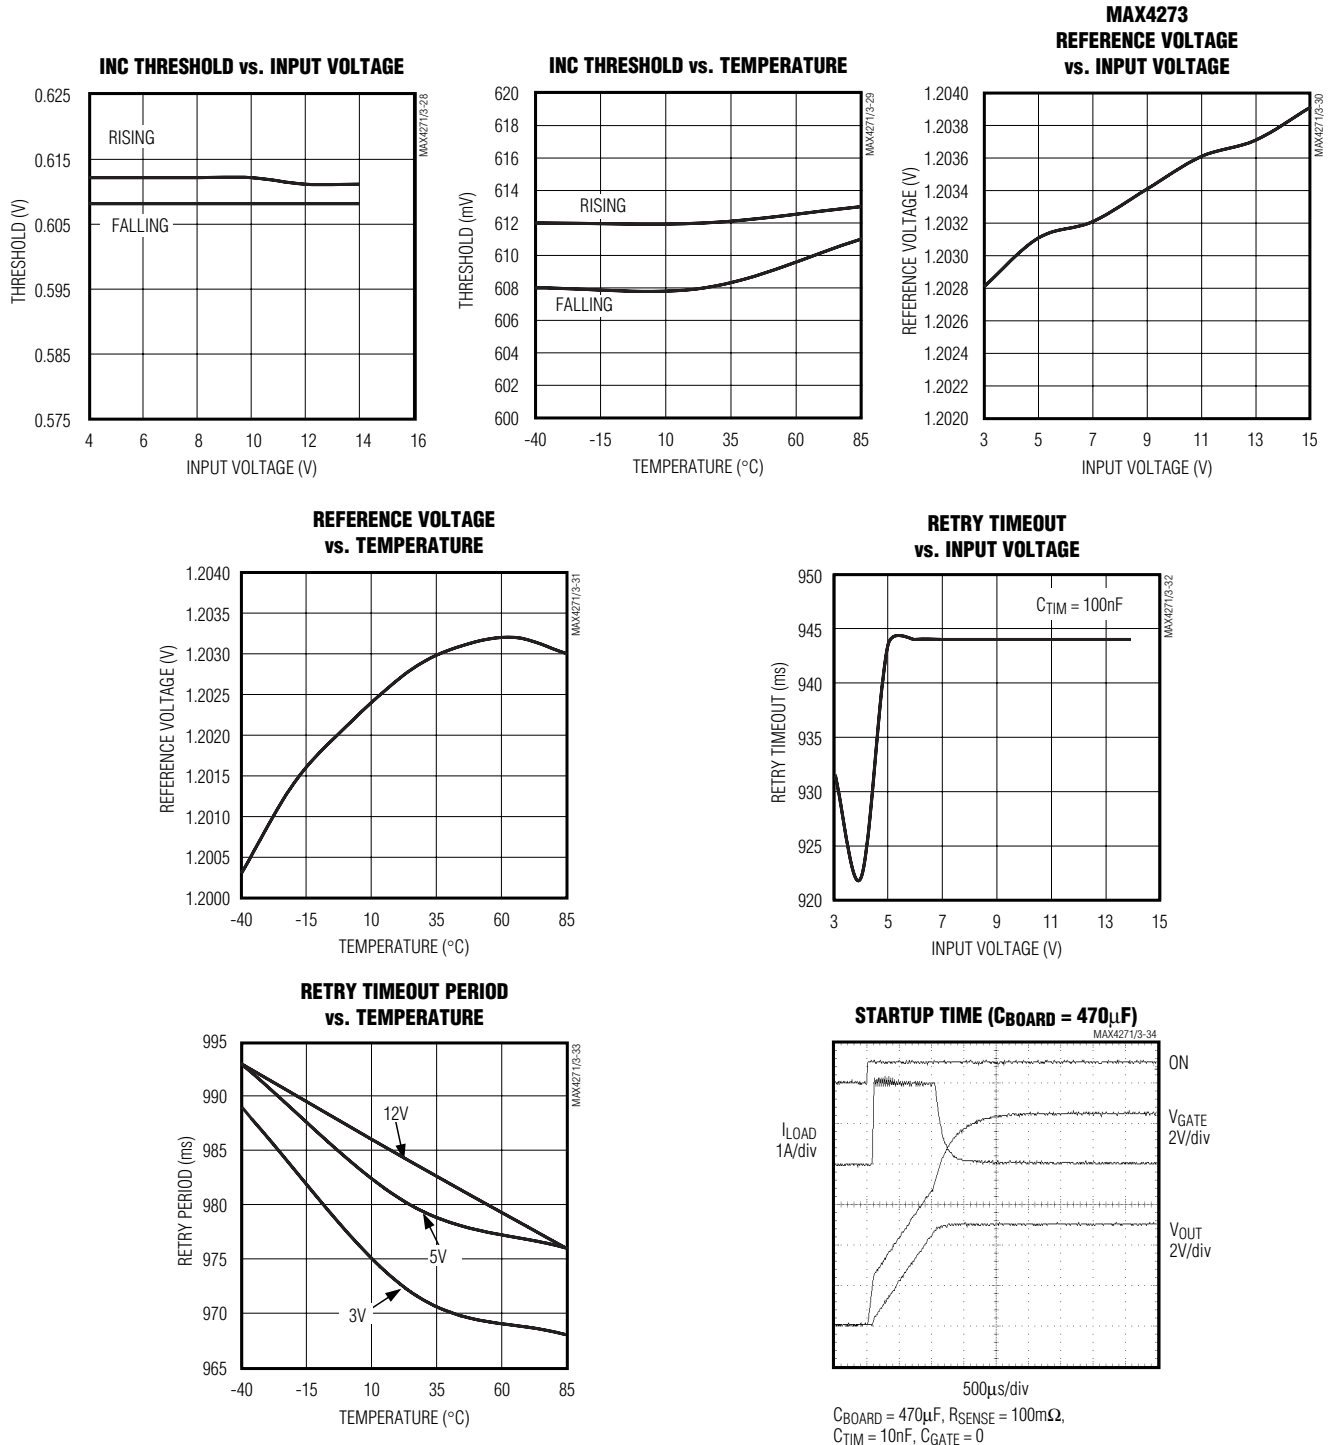 INC THRESHOLD vs. INPUT VOLTAGE
0.625
0.615
0.605
0.595
0.585
0.575
THRESHOLD (V)
RISING
FALLING
4 6 8 10 12 14 16
INPUT VOLTAGE (V)
MAX4271/3-28
INC THRESHOLD vs. TEMPERATURE
620
618
616
614
612
610
608
606
604
602
600
THRESHOLD (mV)
RISING
FALLING
-40 -15 10 35 60 85
TEMPERATURE (°C)
MAX4271/3-29
MAX4273
REFERENCE VOLTAGE
vs. INPUT VOLTAGE
1.2040
1.2038
1.2036
1.2034
1.2032
1.2030
1.2028
1.2026
1.2024
1.2022
1.2020
REFERENCE VOLTAGE (V)
3 5 7 9 11 13 15
INPUT VOLTAGE (V)
MAX4271/3-30
REFERENCE VOLTAGE
vs. TEMPERATURE
1.2040
1.2035
1.2030
1.2025
1.2020
1.2015
1.2010
1.2005
1.2000
REFERENCE VOLTAGE (V)
-40 -15 10 35 60 85
TEMPERATURE (°C)
MAX4271/3-31
RETRY TIMEOUT
vs. INPUT VOLTAGE
950
945
940
935
930
925
920
RETRY TIMEOUT (ms)
CTIM = 100nF
3 5 7 9 11 13 15
INPUT VOLTAGE (V)
MAX4271/3-32
RETRY TIMEOUT PERIOD
vs. TEMPERATURE
995
990
985
980
975
970
965
RETRY PERIOD (ms)
12V
5V
3V
-40 -15 10 35 60 85
TEMPERATURE (°C)
MAX4271/3-33
STARTUP TIME (CBOARD = 470µF)
MAX4271/3-34
ON
VGATE
2V/div
ILOAD
1A/div
VOUT
2V/div
500µs/div
CBOARD = 470µF, RSENSE = 100mΩ,
CTIM = 10nF, CGATE = 0